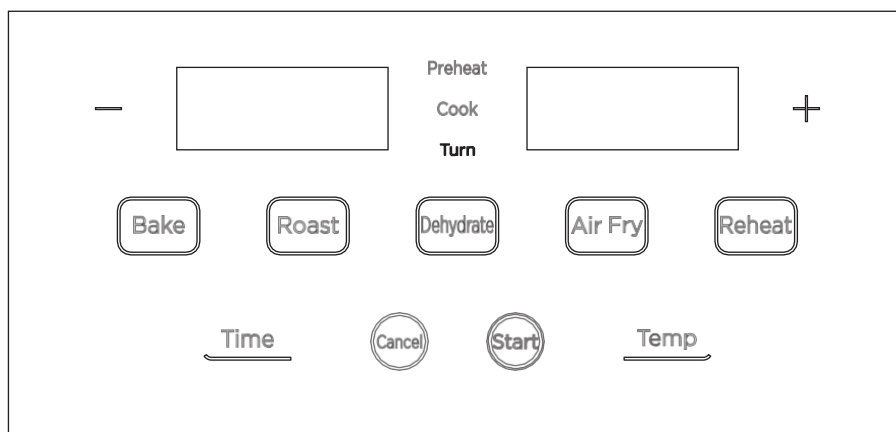 Preheat
− Cook +
Turn
Bake Roast Dehydrate Air Fry Reheat
Time Cancel Start Temp